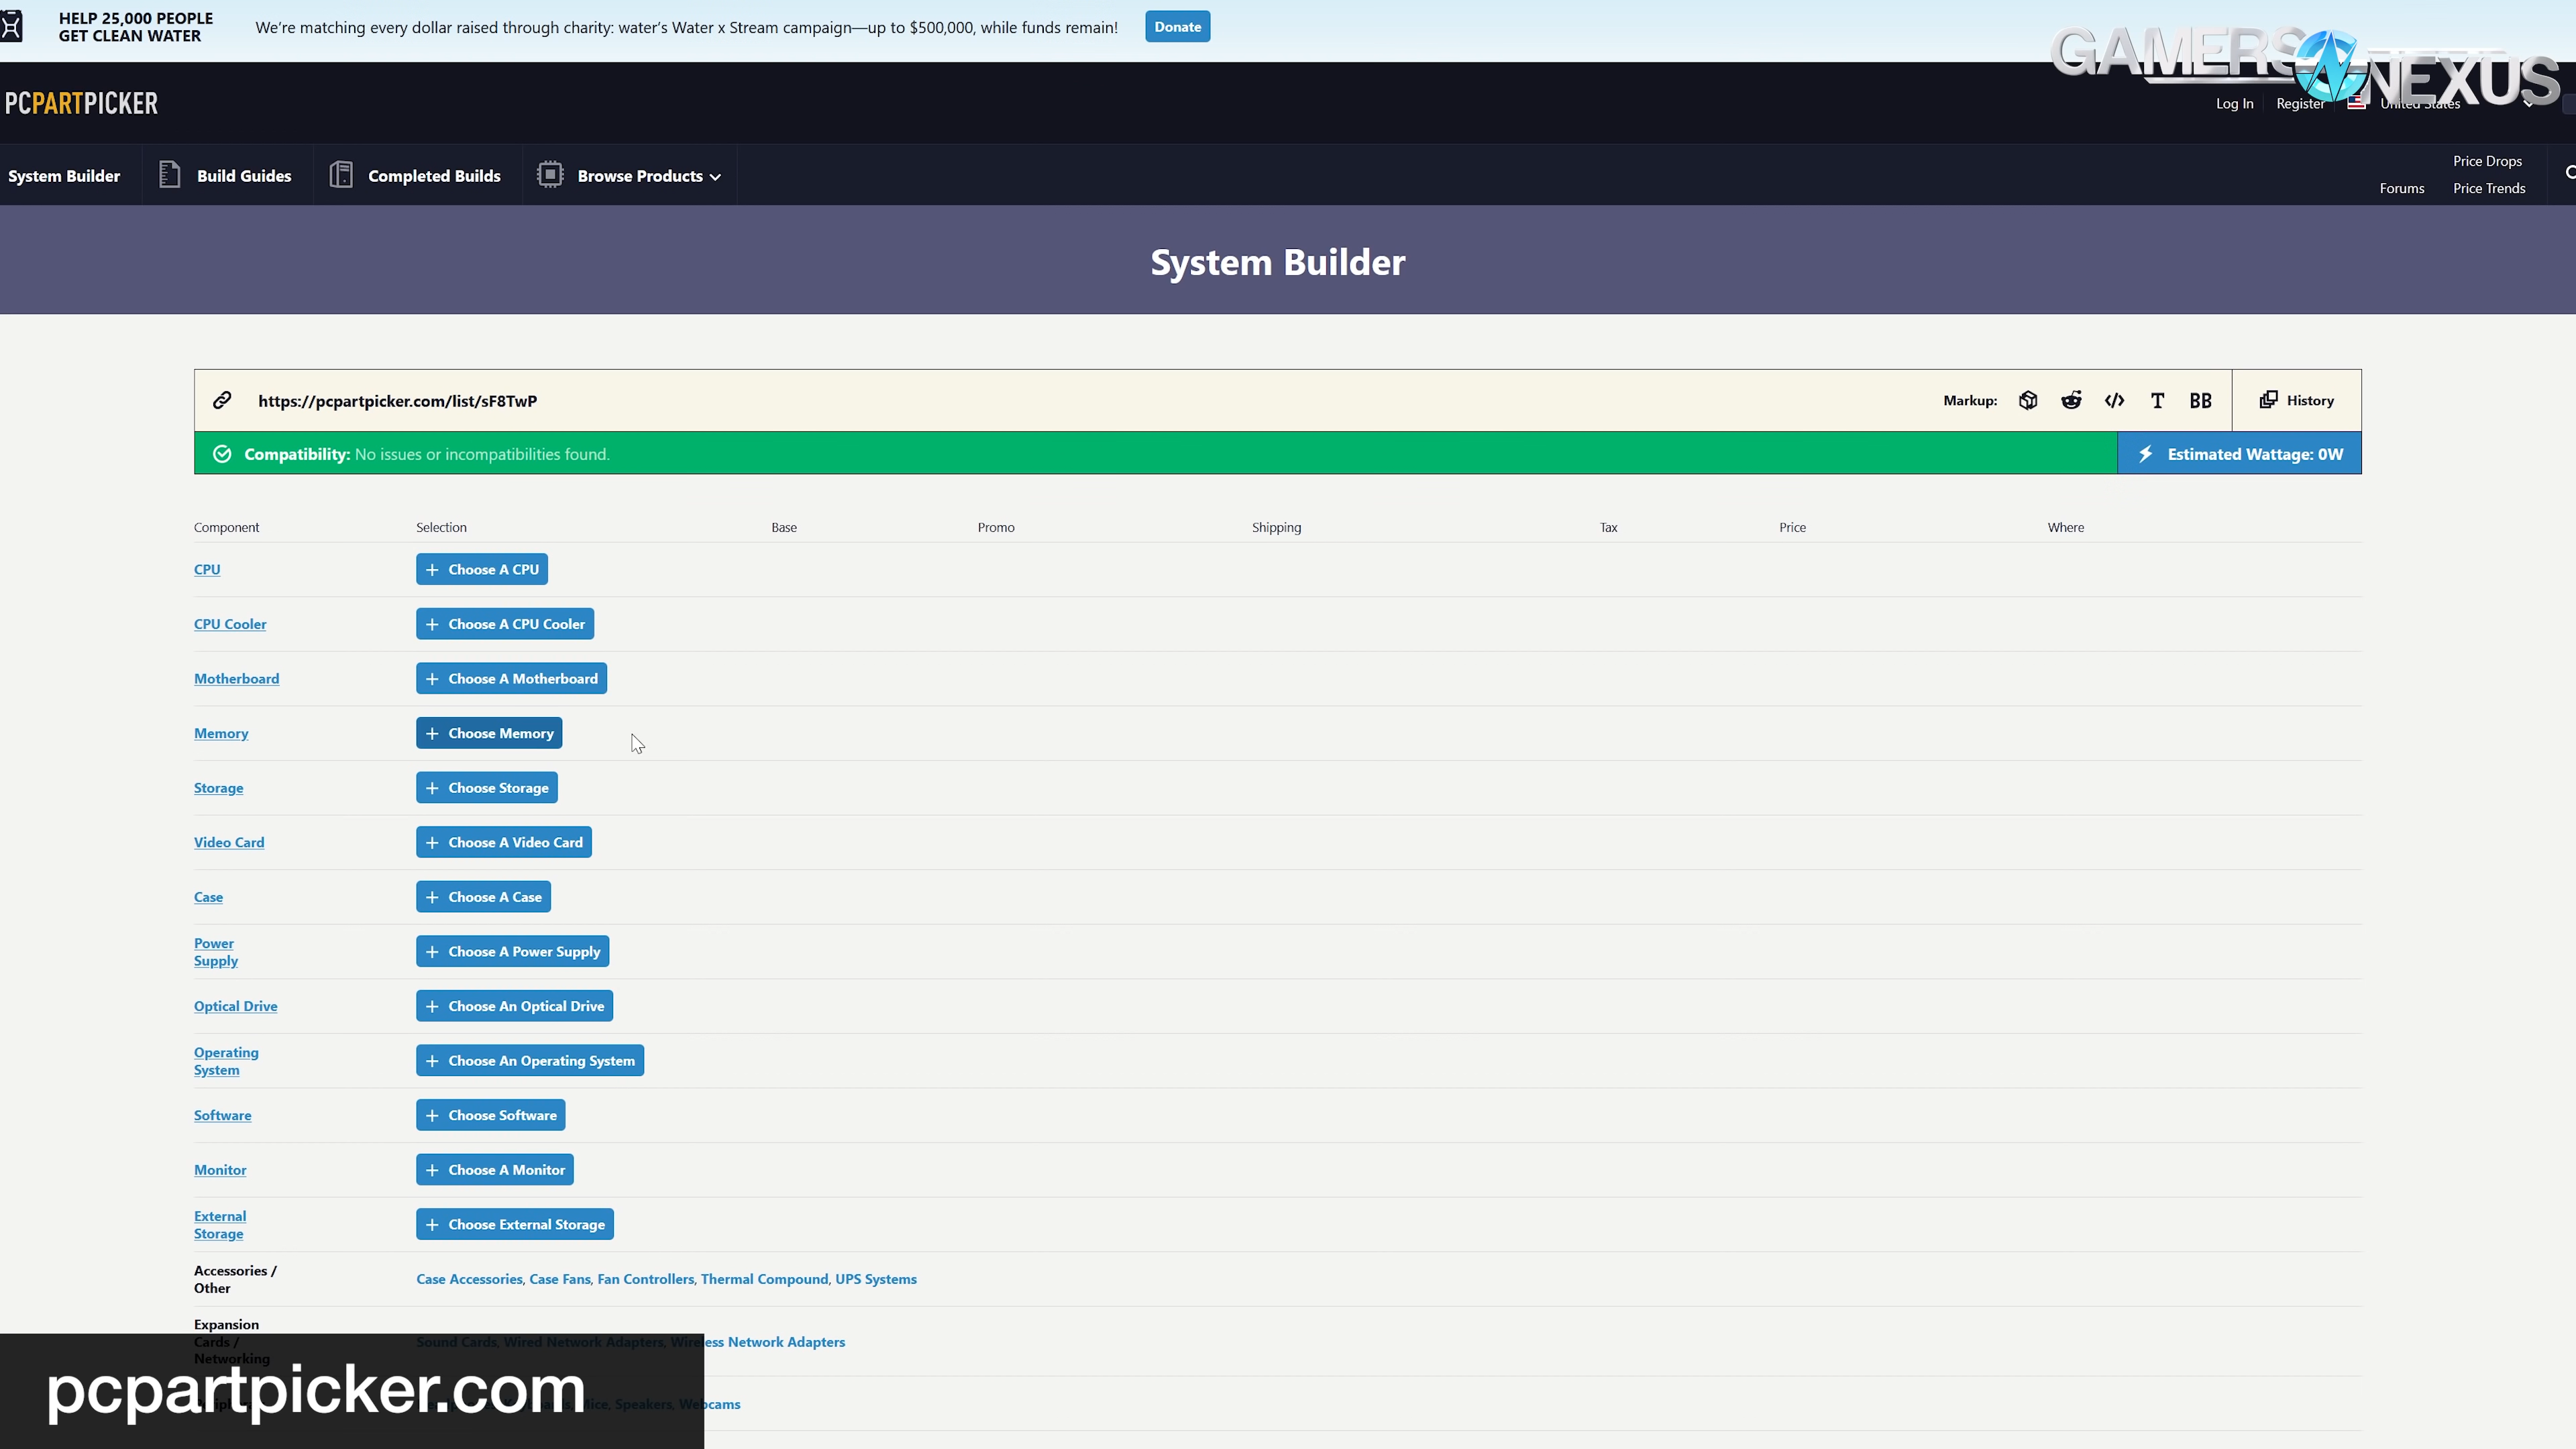 HELP 25,000 PEOPLE
GET CLEAN WATER
We're matching every dollar raised through charity: water's Water x Stream campaign—up to $500,000, while funds remain!
Donate
GAMERS NEXUS
PCPARTPICKER
Log In
Register
United States
System Builder
Build Guides
Completed Builds
Browse Products
Price Drops
Forums
Price Trends
System Builder
https://pcpartpicker.com/list/sF8TwP
Markup:
T
BB
History
Compatibility: No issues or incompatibilities found.
Estimated Wattage: 0W
Component Selection Base Promo Shipping Tax Price Where
CPU
+ Choose A CPU
CPU Cooler
+ Choose A CPU Cooler
Motherboard
+ Choose A Motherboard
Memory
+ Choose Memory
Storage
+ Choose Storage
Video Card
+ Choose A Video Card
Case
+ Choose A Case
Power
Supply
+ Choose A Power Supply
Optical Drive
+ Choose An Optical Drive
Operating
System
+ Choose An Operating System
Software
+ Choose Software
Monitor
+ Choose A Monitor
External
Storage
+ Choose External Storage
Accessories /
Other
Case Accessories, Case Fans, Fan Controllers, Thermal Compound, UPS Systems
Expansion
Cards /
Networking
Sound Cards, Wired Network Adapters, Wireless Network Adapters
Mice, Speakers, Webcams
pcpartpicker.com